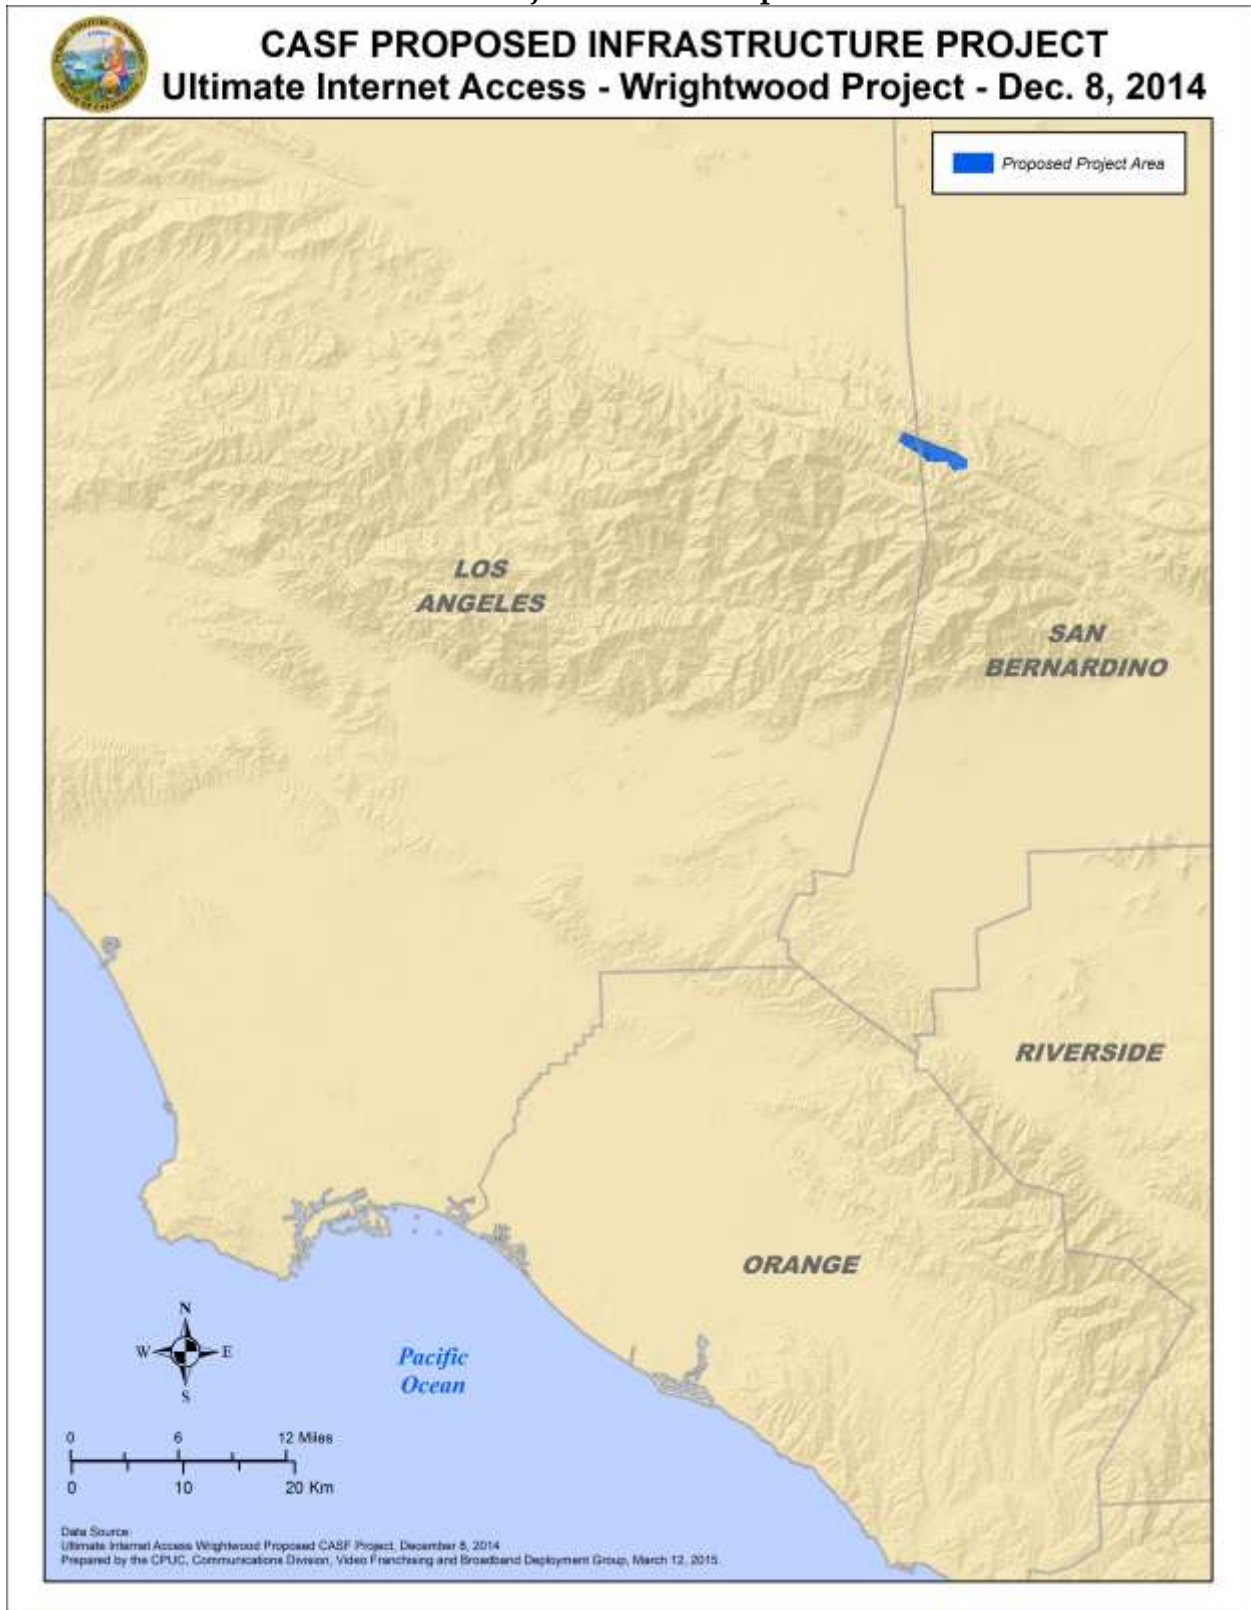 CASF PROPOSED INFRASTRUCTURE PROJECT
Ultimate Internet Access - Wrightwood Project - Dec. 8, 2014
Proposed Project Area
LOS
ANGELES
SAN
BERNARDINO
RIVERSIDE
ORANGE
N
W E
S
Pacific
Ocean
0 6 12 Miles
0 10 20 Km
Data Source:
Ultimate Internet Access Wrightwood Proposed CASF Project, December 8, 2014
Prepared by the CPUC, Communications Division, Video Franchising and Broadband Deployment Group, March 12, 2015